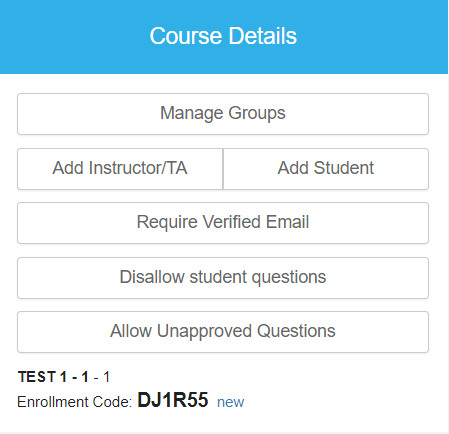 Course Details
Manage Groups
Add Instructor/TA Add Student
Require Verified Email
Disallow student questions
Allow Unapproved Questions
TEST 1 - 1 - 1
Enrollment Code: DJ1R55 new